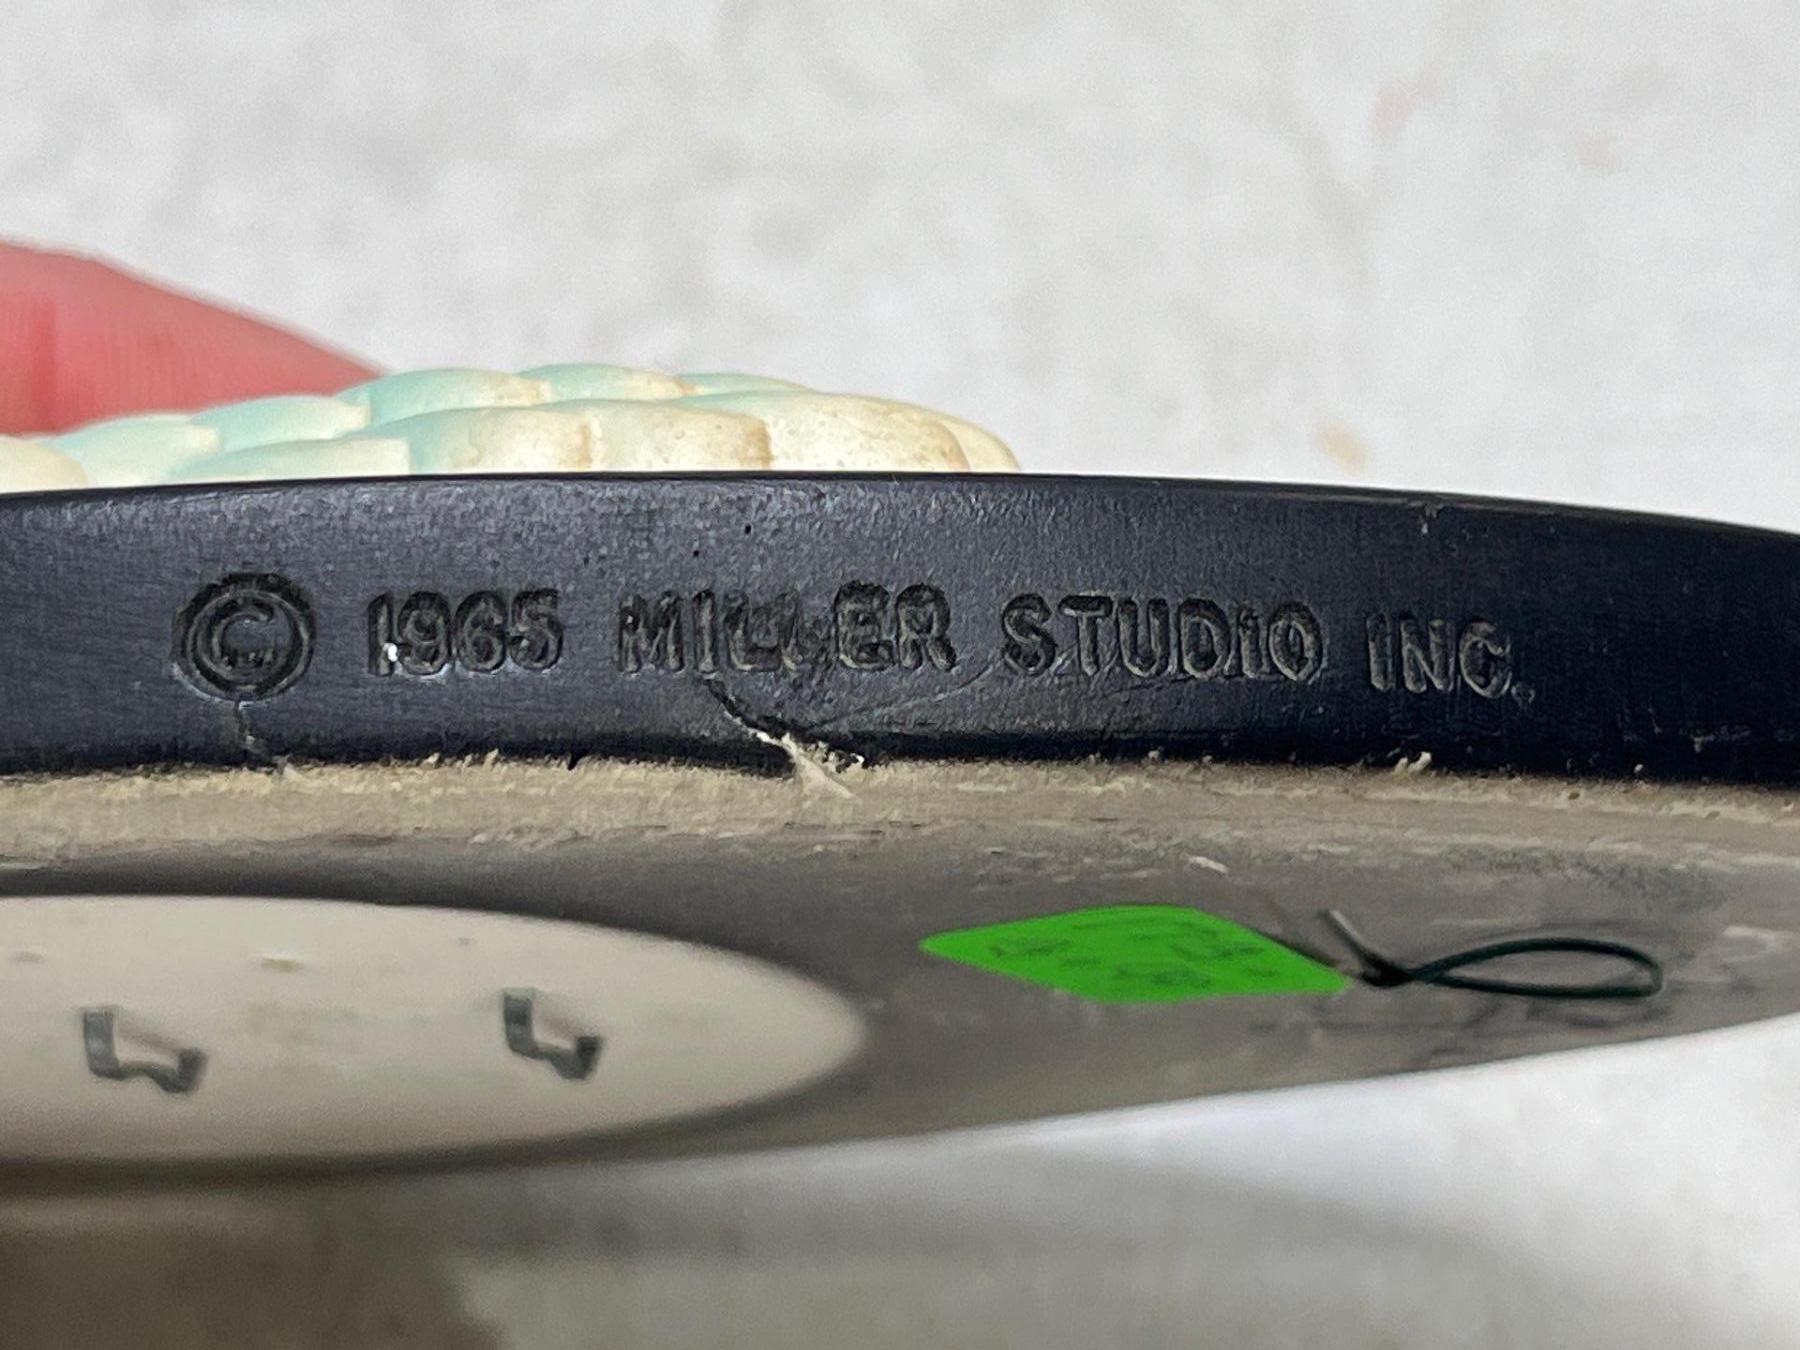 © 1965 MILLER STUDIO INC.